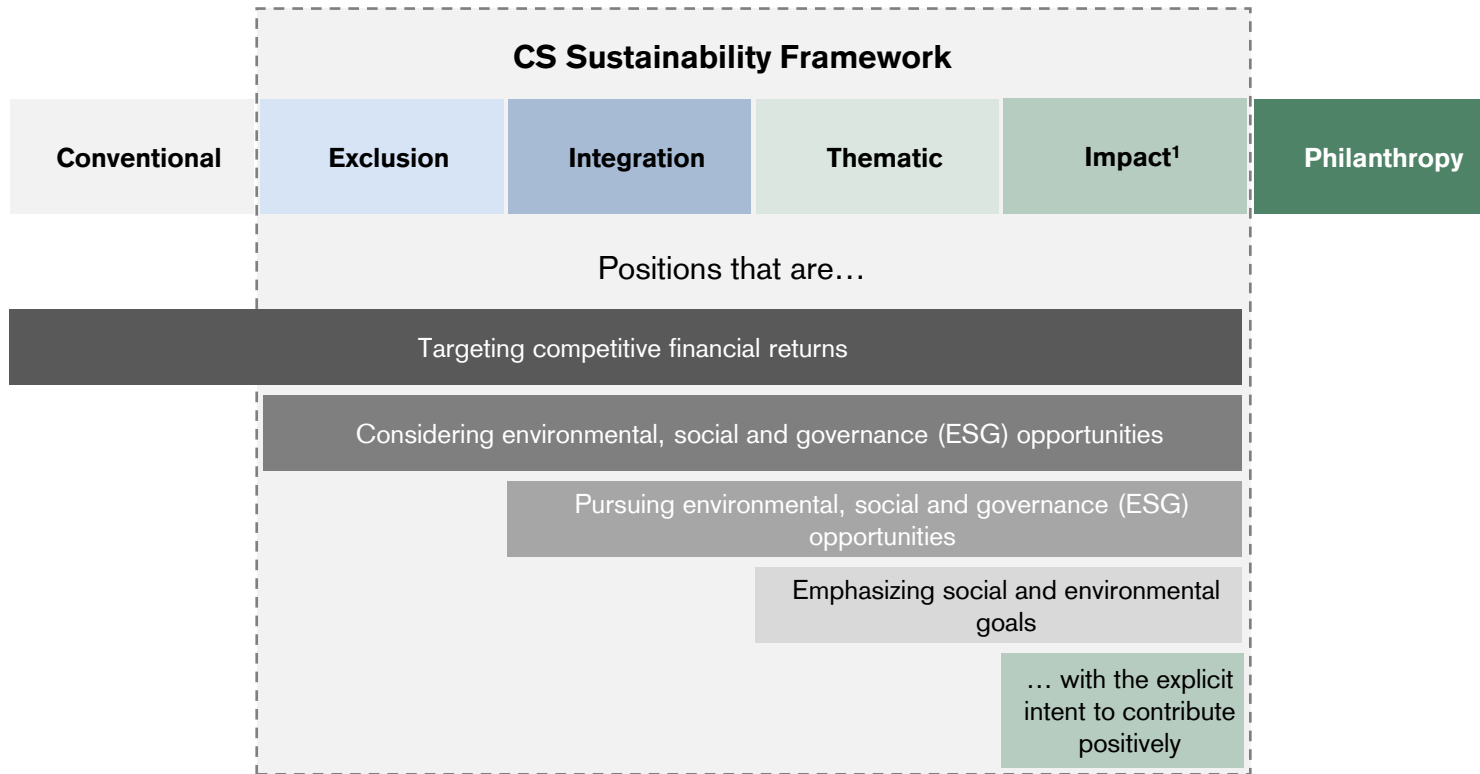 CS Sustainability Framework
Conventional
Exclusion
Integration
Thematic
Impact¹
Philanthropy
Positions that are…
Targeting competitive financial returns
Considering environmental, social and governance (ESG) opportunities
Pursuing environmental, social and governance (ESG)
opportunities
Emphasizing social and environmental
goals
… with the explicit
intent to contribute
positively